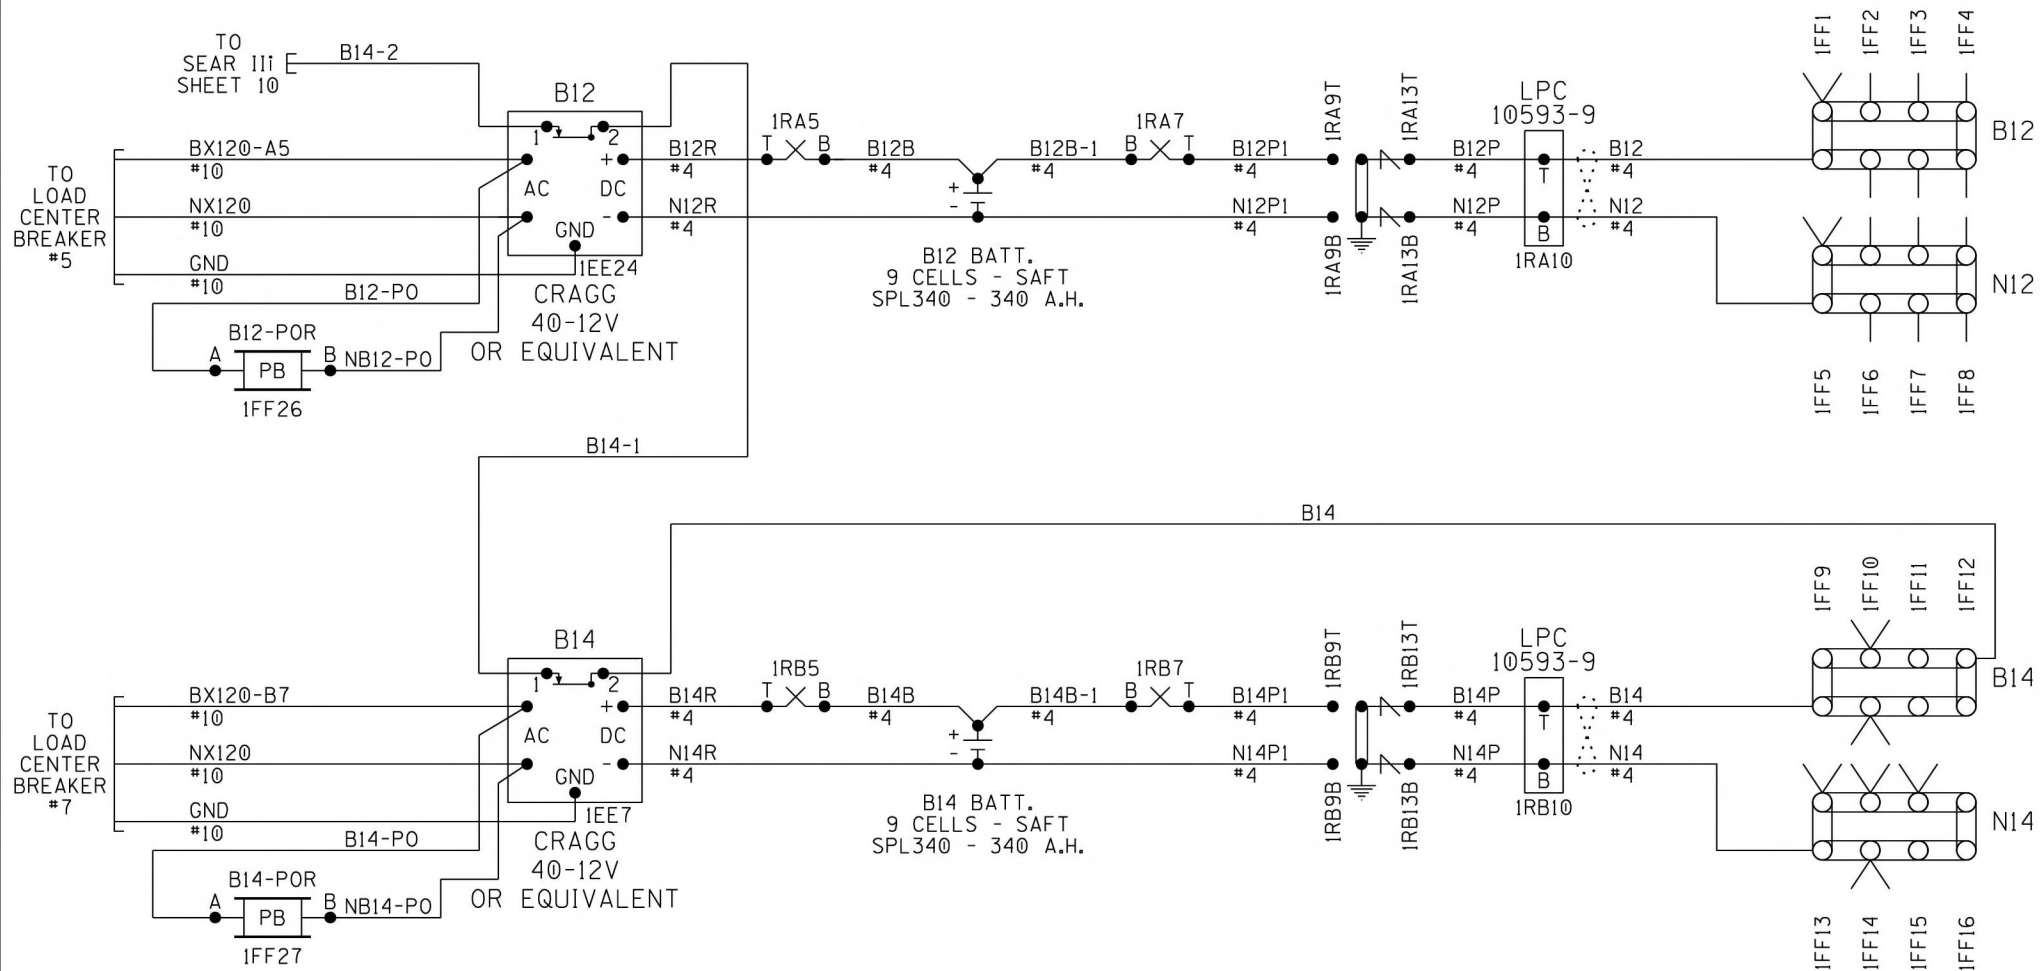 TO
SEAR IIi
SHEET 10
B14-2
B12
1
2
TO
LOAD
CENTER
BREAKER
#5
BX120-A5
#10
NX120
#10
GND
#10
AC
DC
+
-
GND
1EE24
CRAGG
40-12V
OR EQUIVALENT
B12-PO
B12-POR
A
PB
B
NB12-PO
1FF26
B12R
#4
N12R
#4
1RA5
T
B
B12B
#4
+
-
B12 BATT.
9 CELLS - SAFT
SPL340 - 340 A.H.
B12B-1
#4
1RA7
B
T
B12P1
#4
N12P1
#4
1RA9T
1RA9B
1RA13T
1RA13B
B12P
#4
N12P
#4
LPC
10593-9
T
B
1RA10
B12
#4
N12
#4
1FF1
1FF2
1FF3
1FF4
B12
N12
1FF5
1FF6
1FF7
1FF8
B14-1
B14
B14
1
2
TO
LOAD
CENTER
BREAKER
#7
BX120-B7
#10
NX120
#10
GND
#10
AC
DC
+
-
GND
1EE7
CRAGG
40-12V
OR EQUIVALENT
B14-PO
B14-POR
A
PB
B
NB14-PO
1FF27
B14R
#4
N14R
#4
1RB5
T
B
B14B
#4
+
-
B14 BATT.
9 CELLS - SAFT
SPL340 - 340 A.H.
B14B-1
#4
1RB7
B
T
B14P1
#4
N14P1
#4
1RB9T
1RB9B
1RB13T
1RB13B
B14P
#4
N14P
#4
LPC
10593-9
T
B
1RB10
B14
#4
N14
#4
1FF9
1FF10
1FF11
1FF12
B14
N14
1FF13
1FF14
1FF15
1FF16